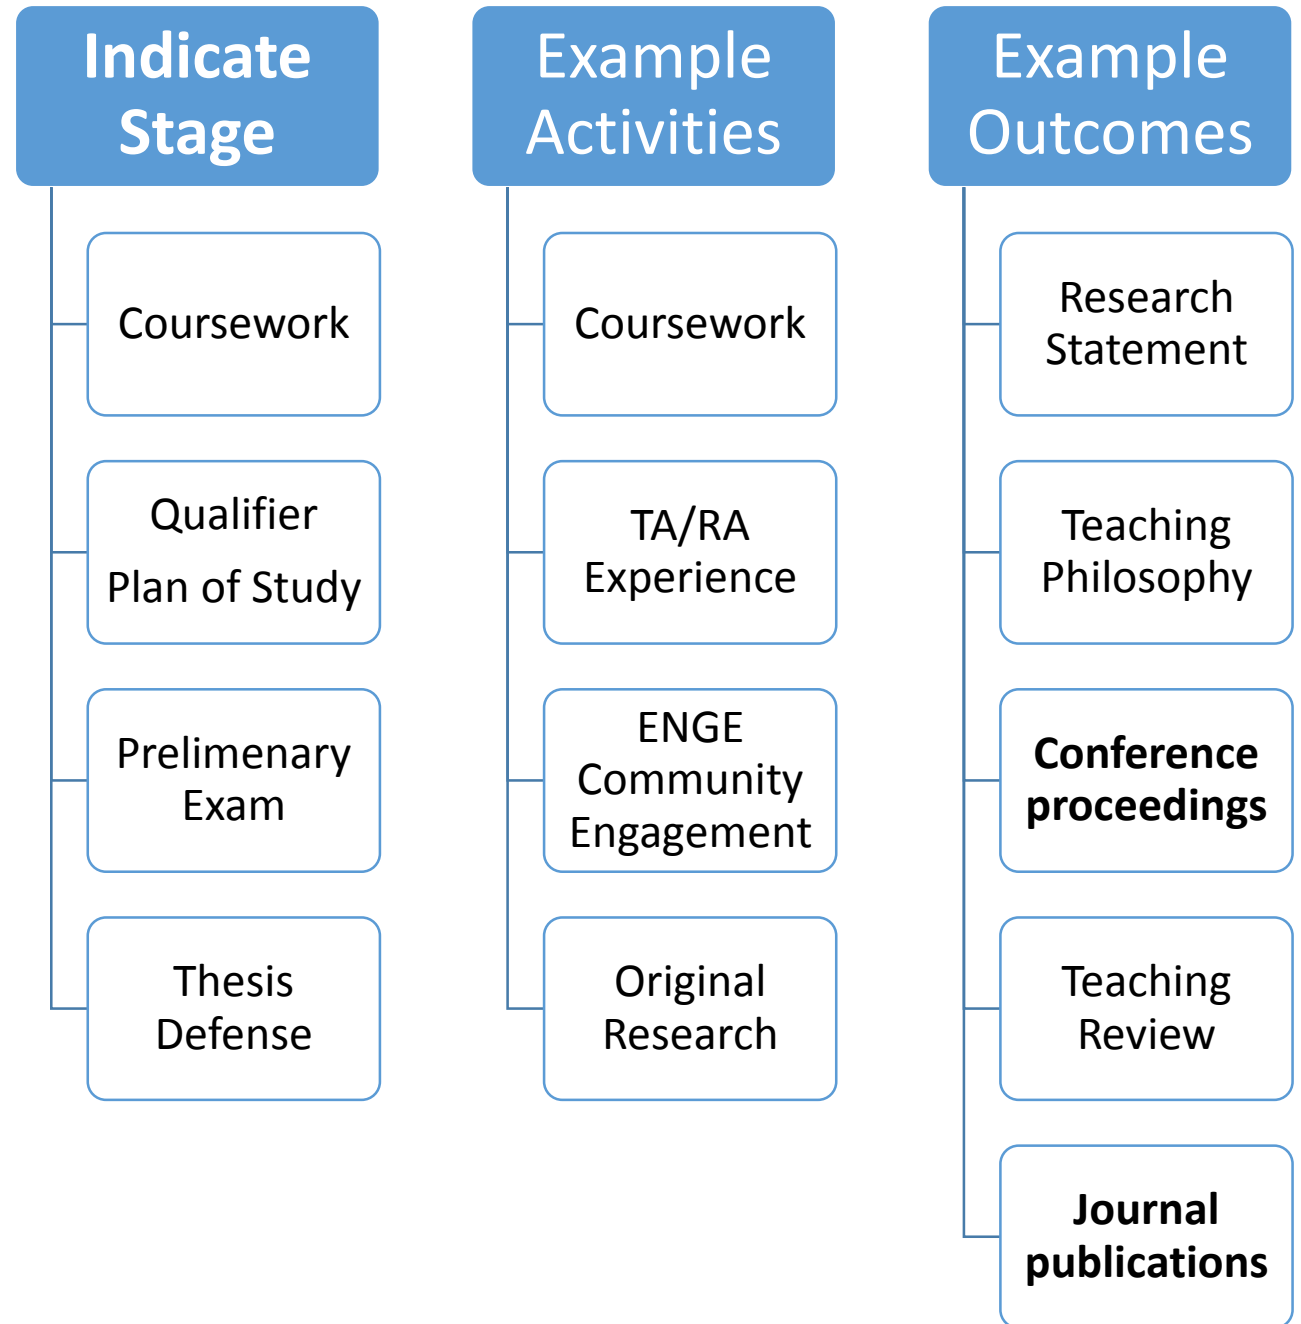 Indicate
Stage
Coursework
Qualifier
Plan of Study
Prelimenary
Exam
Thesis
Defense
Example
Activities
Coursework
TA/RA
Experience
ENGE
Community
Engagement
Original
Research
Example
Outcomes
Research
Statement
Teaching
Philosophy
Conference
proceedings
Teaching
Review
Journal
publications